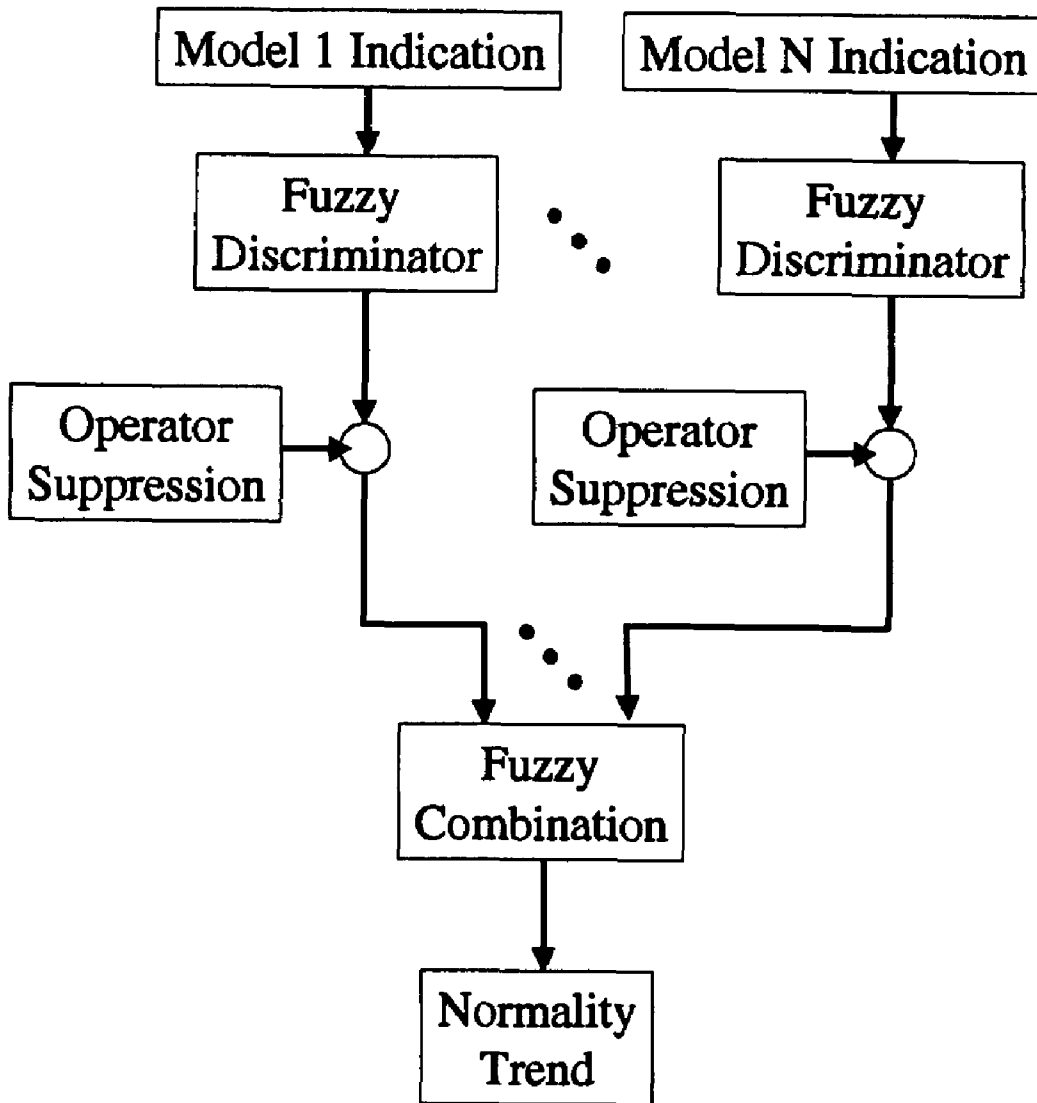 Model 1 Indication
Model N Indication
Fuzzy
Discriminator
Fuzzy
Discriminator
Operator
Suppression
Operator
Suppression
Fuzzy
Combination
Normality
Trend